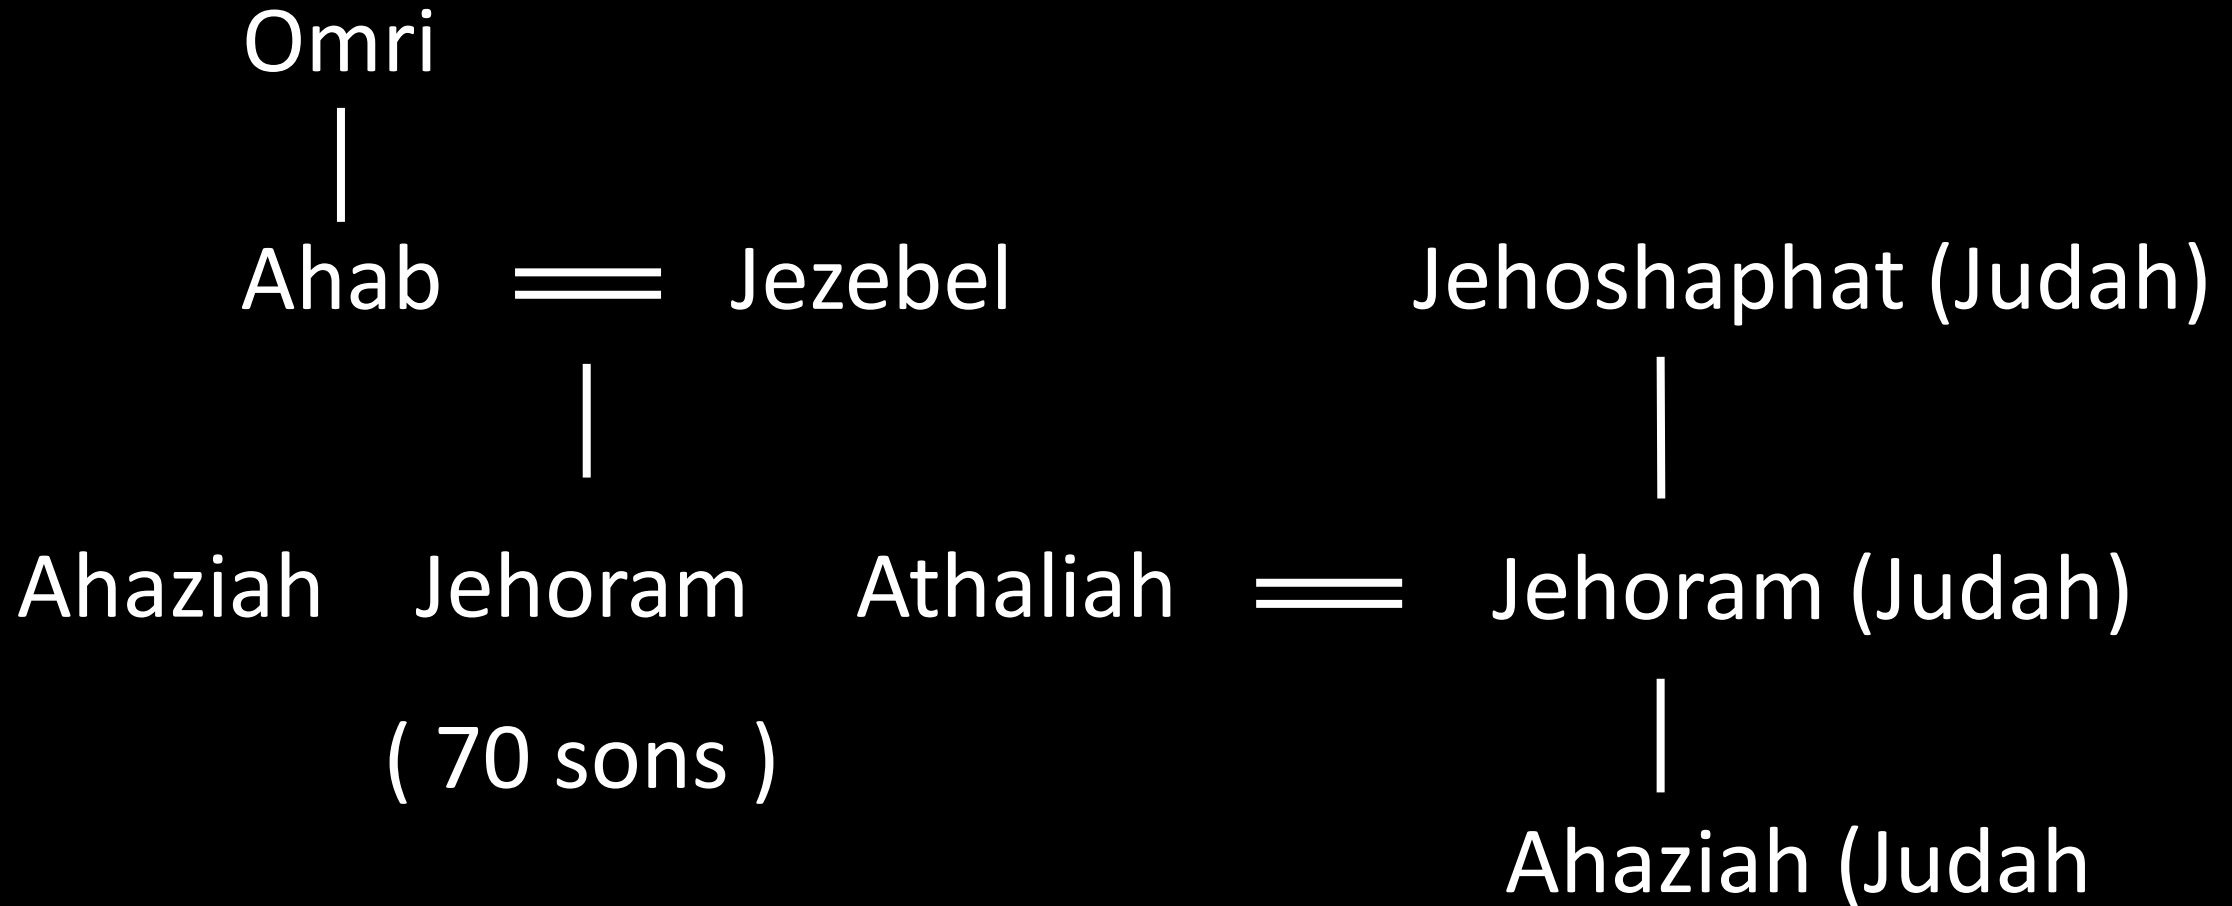 Omri
Ahab Jezebel Jehoshaphat (Judah)
Ahaziah Jehoram Athaliah Jehoram (Judah)
( 70 sons )
Ahaziah (Judah